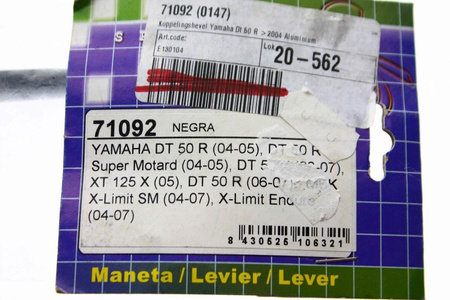 71092 (0147)
Koppelingshevel Yamaha Dt 50 R > 2004 Aluminium
Art.code:
E130104
Lok 20-562
71092 NEGRA
YAMAHA DT 50 R (04-05), DT 50 R
Super Motard (04-05), DT 5
XT 125 X (05), DT 50 R (06-07),
X-Limit SM (04-07), X-Limit Enduro
(04-07)
8 430525 106321
Maneta / Levier / Lever